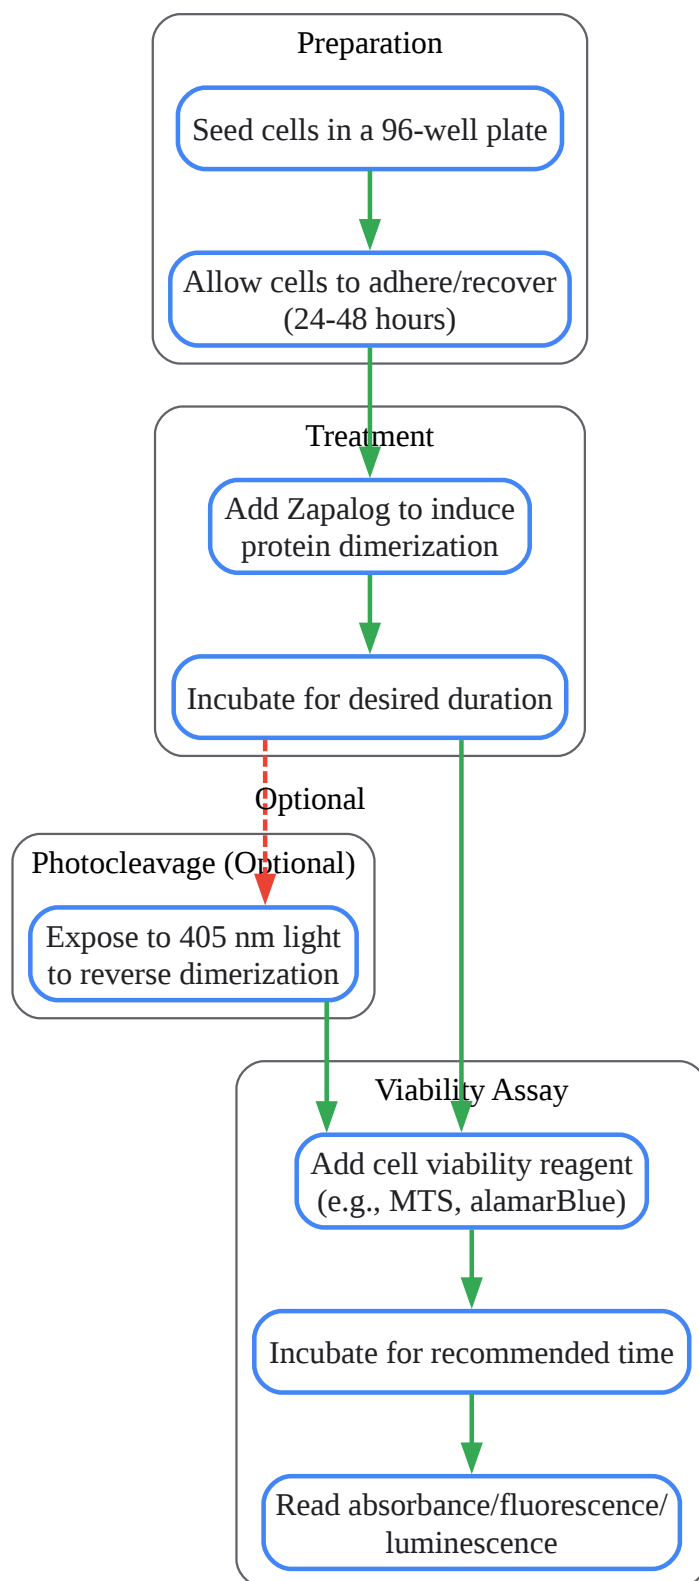 Preparation
Seed cells in a 96-well plate
Allow cells to adhere/recover
(24-48 hours)
Treatment
Add Zapalog to induce
protein dimerization
Incubate for desired duration
Optional
Photocleavage (Optional)
Expose to 405 nm light
to reverse dimerization
Viability Assay
Add cell viability reagent
(e.g., MTS, alamarBlue)
Incubate for recommended time
Read absorbance/fluorescence/
luminescence